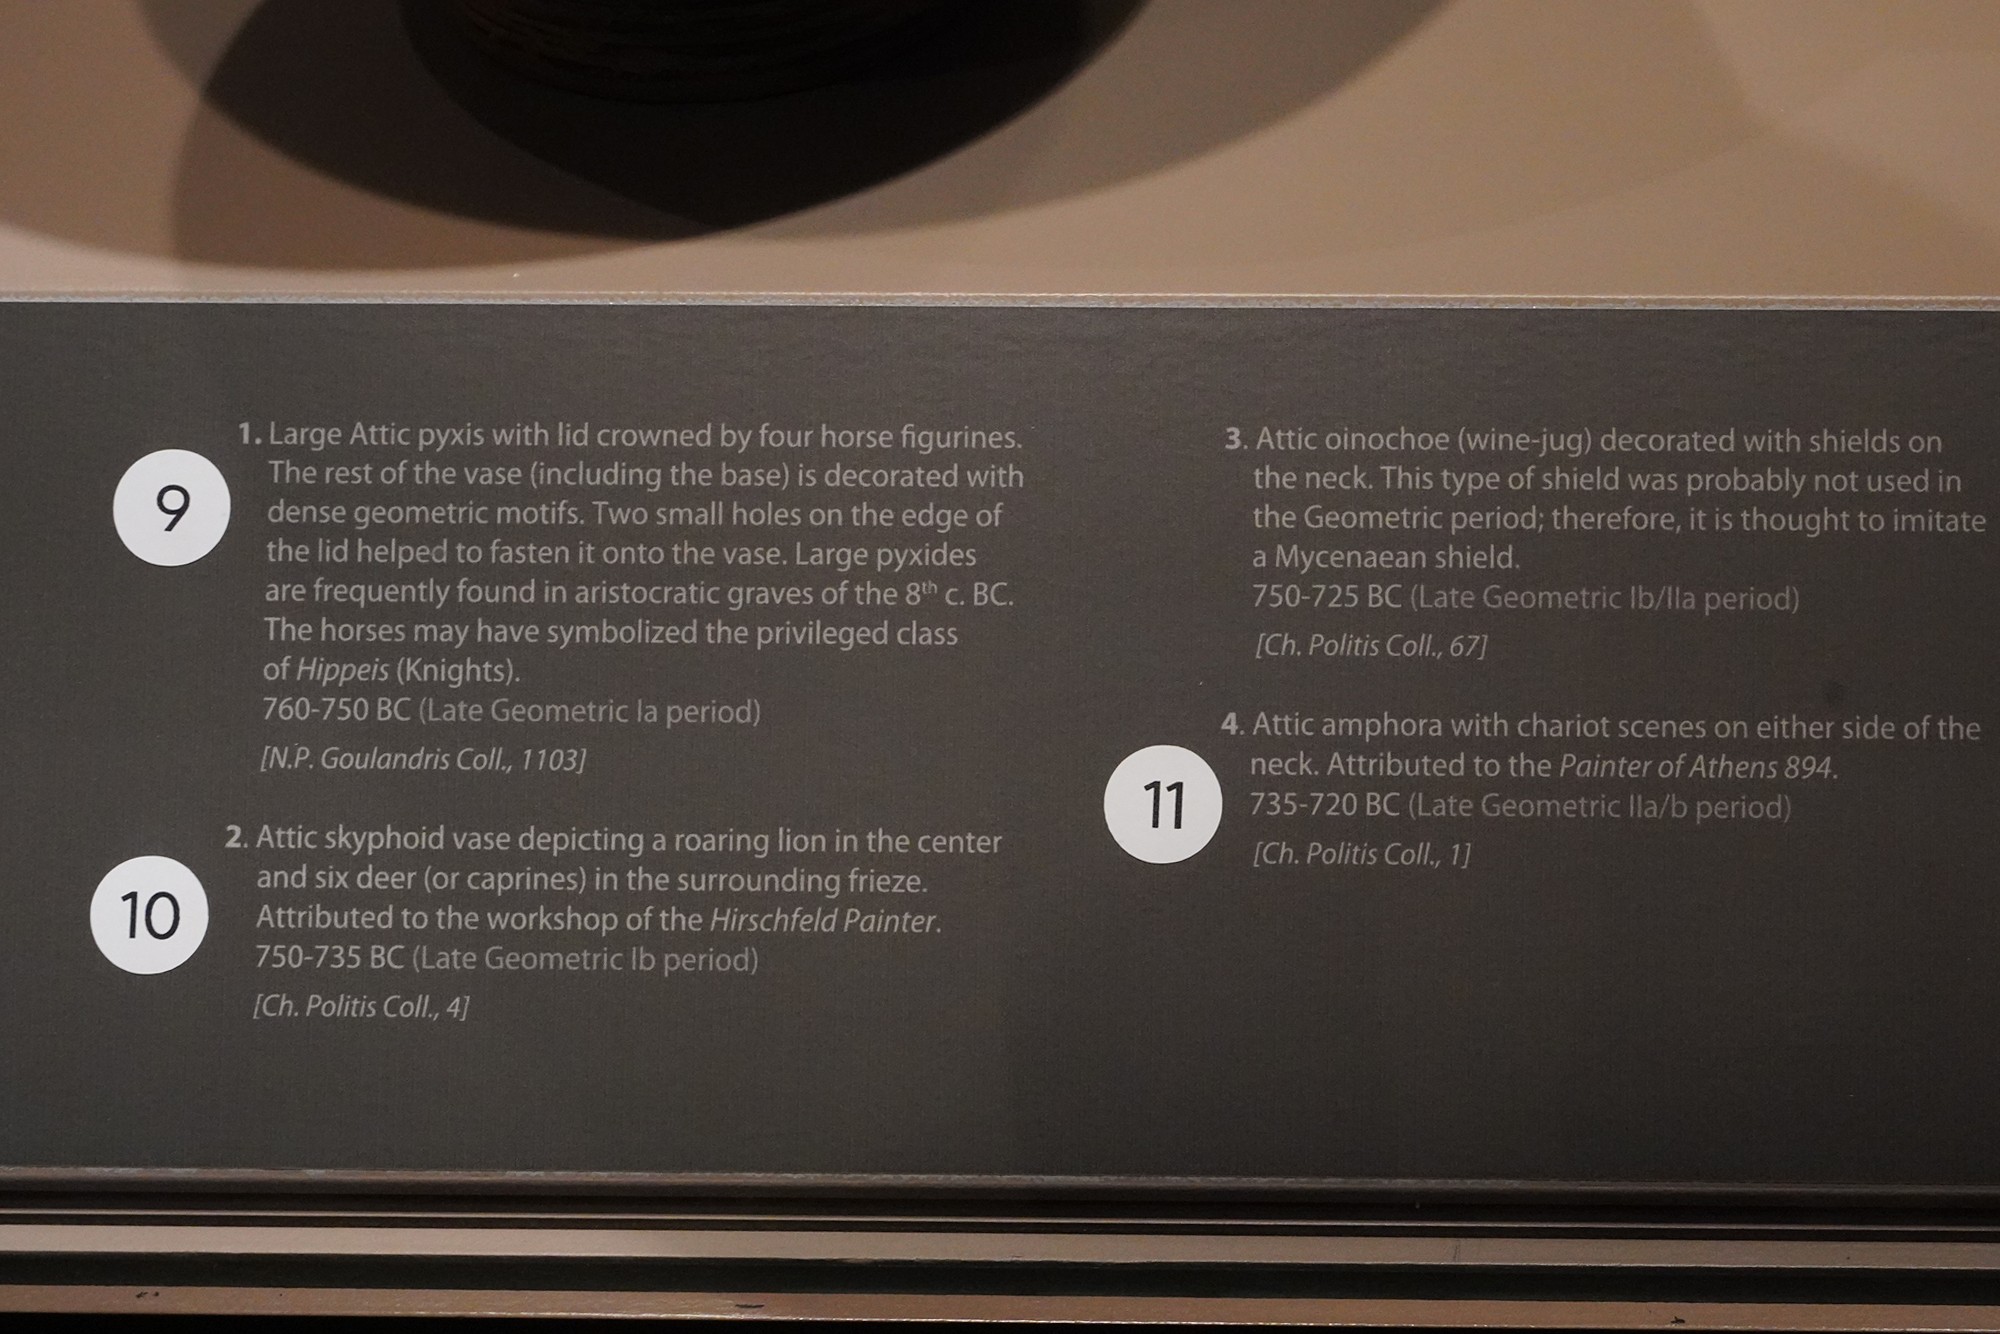 9
1. Large Attic pyxis with lid crowned by four horse figurines.
The rest of the vase (including the base) is decorated with
dense geometric motifs. Two small holes on the edge of
the lid helped to fasten it onto the vase. Large pyxides
are frequently found in aristocratic graves of the 8th c. BC.
The horses may have symbolized the privileged class
of Hippeis (Knights).
760-750 BC (Late Geometric Ia period)
[N.P. Goulandris Coll., 1103]
10
2. Attic skyphoid vase depicting a roaring lion in the center
and six deer (or caprines) in the surrounding frieze.
Attributed to the workshop of the Hirschfeld Painter.
750-735 BC (Late Geometric Ib period)
[Ch. Politis Coll., 4]
3. Attic oinochoe (wine-jug) decorated with shields on
the neck. This type of shield was probably not used in
the Geometric period; therefore, it is thought to imitate
a Mycenaean shield.
750-725 BC (Late Geometric Ib/IIa period)
[Ch. Politis Coll., 67]
11
4. Attic amphora with chariot scenes on either side of the
neck. Attributed to the Painter of Athens 894.
735-720 BC (Late Geometric IIa/b period)
[Ch. Politis Coll., 1]